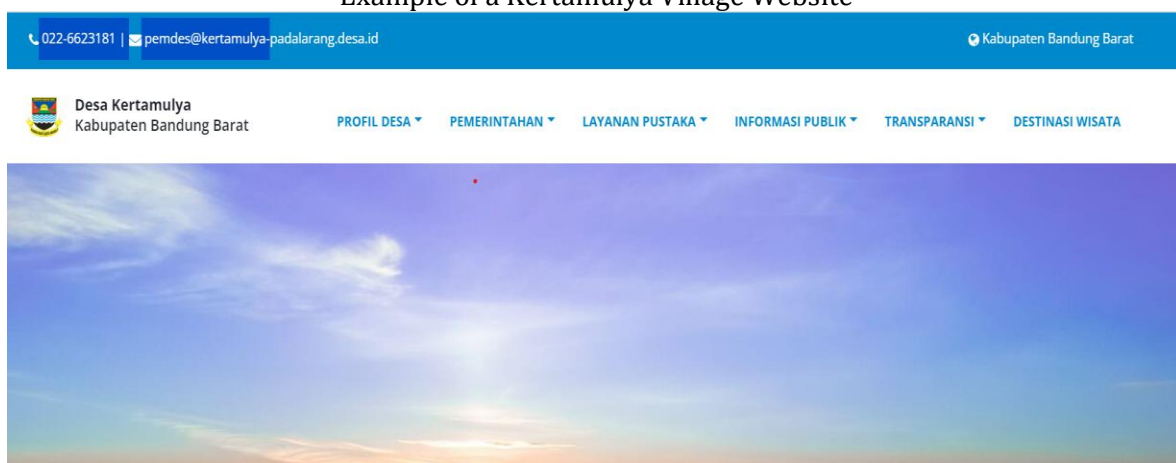 Example of a Kertamulya Village Website
022-6623181 | pemdes@kertamulya-padalarang.desa.id
Kabupaten Bandung Barat
Desa Kertamulya
Kabupaten Bandung Barat
PROFIL DESA PEMERINTAHAN LAYANAN PUSTAKA INFORMASI PUBLIK TRANSPARANSI DESTINASI WISATA